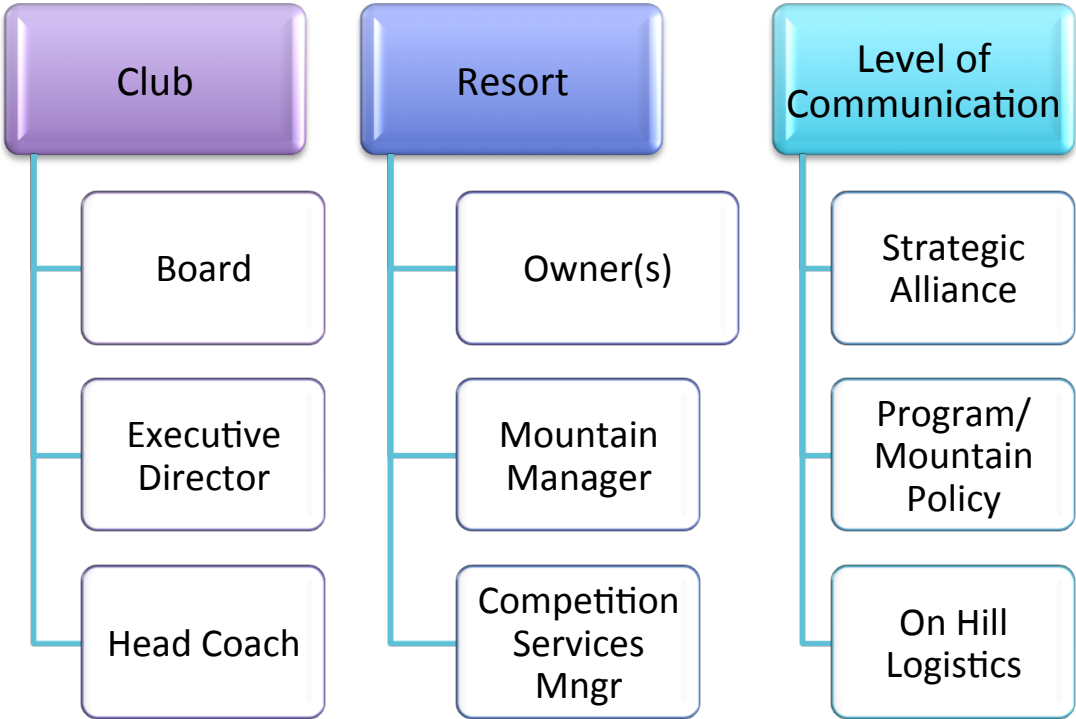 Club
Board
Executive
Director
Head Coach
Resort
Owner(s)
Mountain
Manager
Competition
Services
Mngr
Level of
Communication
Strategic
Alliance
Program/
Mountain
Policy
On Hill
Logistics